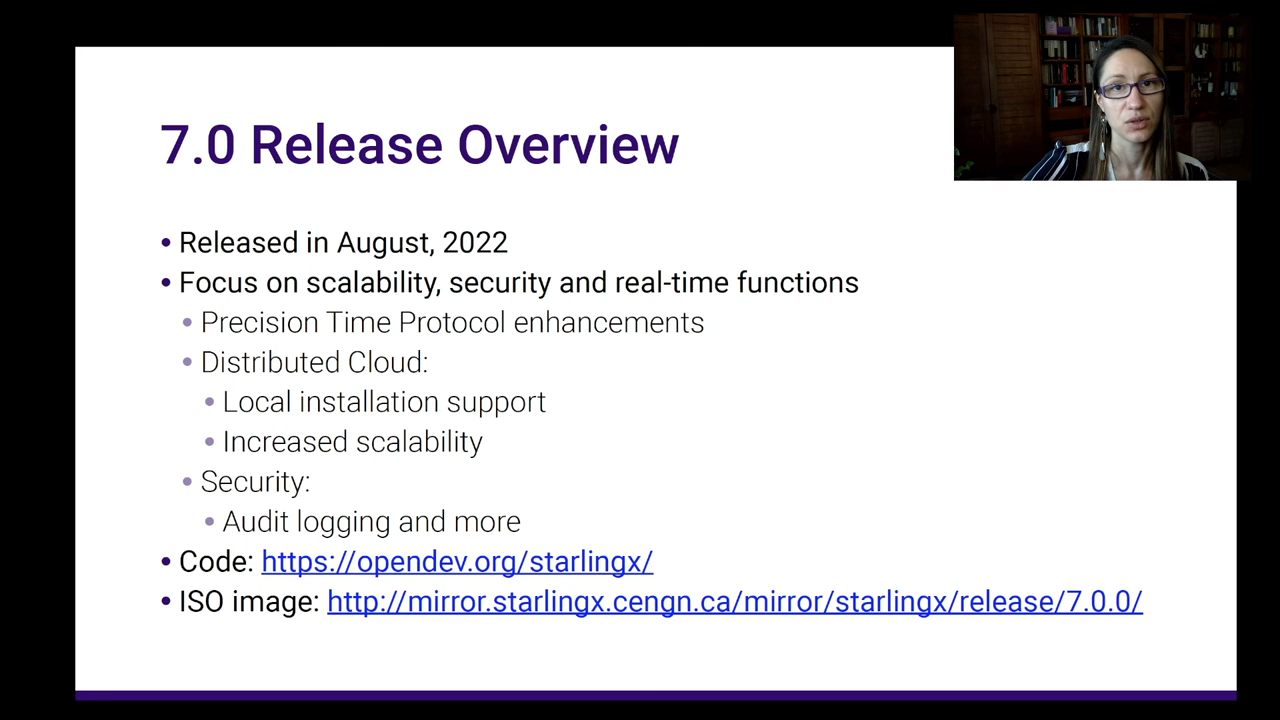 7.0 Release Overview
• Released in August, 2022
• Focus on scalability, security and real-time functions
• Precision Time Protocol enhancements
• Distributed Cloud:
• Local installation support
• Increased scalability
• Security:
• Audit logging and more
• Code: https://opendev.org/starlingx/
• ISO image: http://mirror.starlingx.cengn.ca/mirror/starlingx/release/7.0.0/